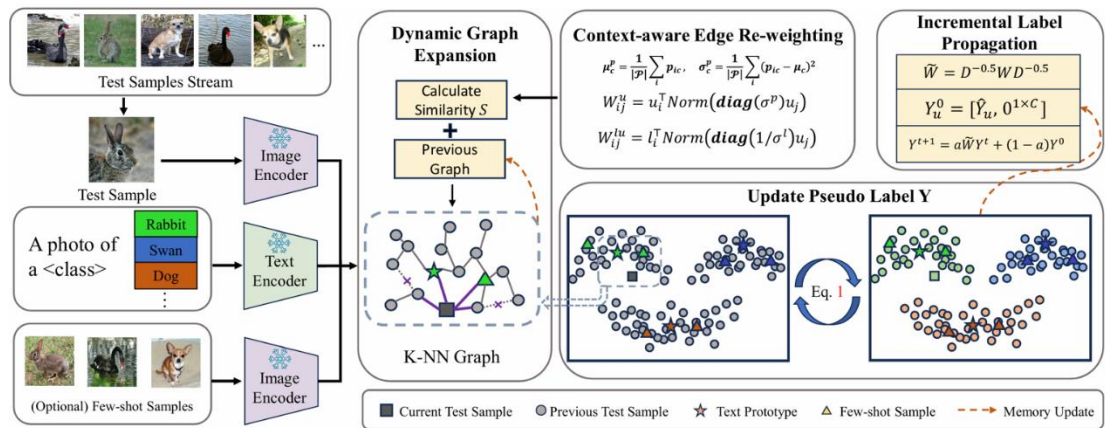 ...
Test Samples Stream
Test Sample
Image
Encoder
A photo of
a <class>
Rabbit
Swan
Dog
⋮
Text
Encoder
(Optional) Few-shot Samples
Image
Encoder
Dynamic Graph
Expansion
Calculate
Similarity S
+
Previous
Graph
K-NN Graph
Context-aware Edge Re-weighting
μ_c^p = 1/|𝒫| ∑_i p_ic, σ_c^p = 1/|𝒫| ∑_i (p_ic − μ_c)^2
W_ij^u = u_i^T Norm(diag(σ^p)u_j)
W_ij^lu = l_i^T Norm(diag(1/σ^l)u_j)
Incremental Label
Propagation
W̃ = D^−0.5 W D^−0.5
Y_u^0 = [Ŷ_u, 0^1×C]
Y^t+1 = aW̃Y^t + (1 − a)Y^0
Update Pseudo Label Y
Eq. 1
Current Test Sample
Previous Test Sample
Text Prototype
Few-shot Sample
Memory Update